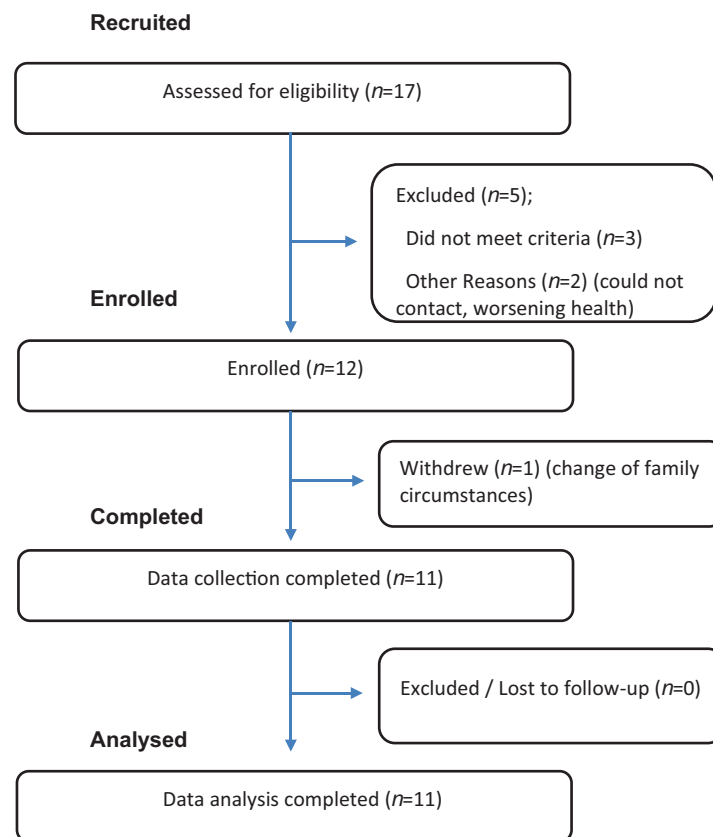 Recruited
Assessed for eligibility (n=17)
Excluded (n=5);
Did not meet criteria (n=3)
Other Reasons (n=2) (could not
contact, worsening health)
Enrolled
Enrolled (n=12)
Withdrew (n=1) (change of family
circumstances)
Completed
Data collection completed (n=11)
Excluded / Lost to follow-up (n=0)
Analysed
Data analysis completed (n=11)